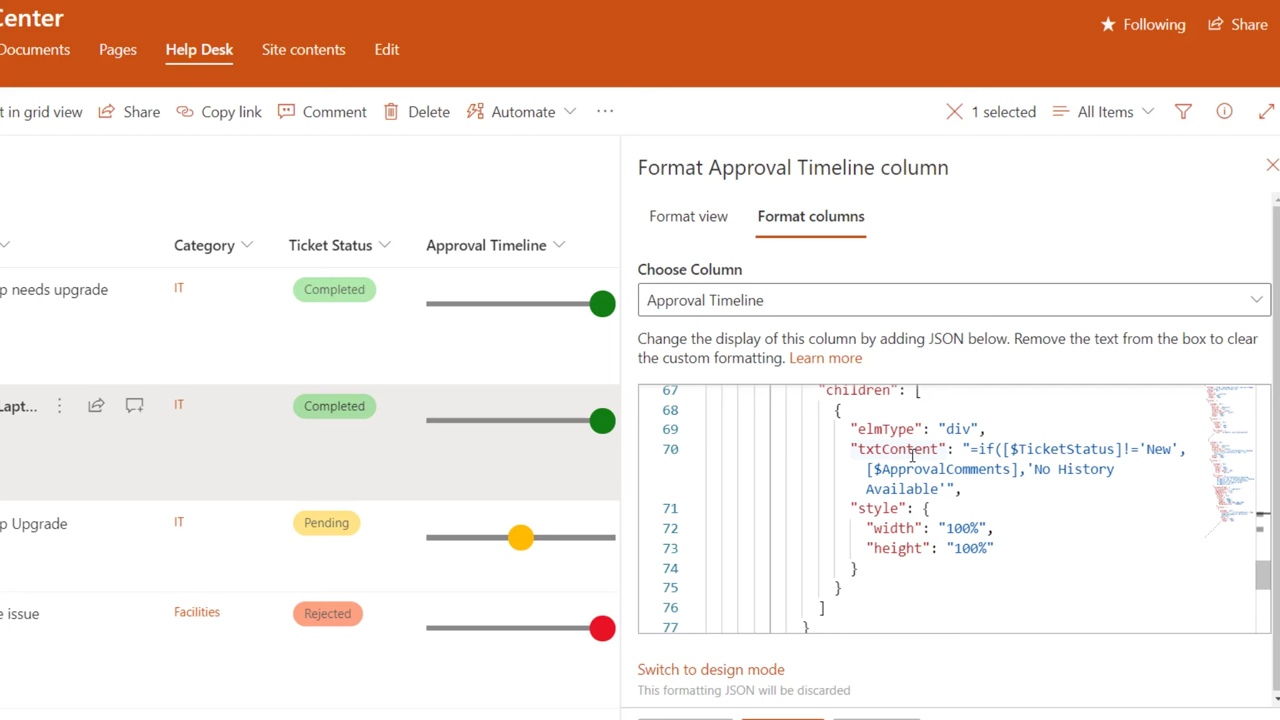 Center
Following
Share
Documents
Pages
Help Desk
Site contents
Edit
t in grid view
Share
Copy link
Comment
Delete
Automate
1 selected
All Items
Format Approval Timeline column
Format view
Format columns
Category
Ticket Status
Approval Timeline
Choose Column
Approval Timeline
p needs upgrade
IT
Completed
Change the display of this column by adding JSON below. Remove the text from the box to clear
the custom formatting. Learn more
Lapt...
IT
Completed
67 "children": [
68 {
69 "elmType": "div",
70 "txtContent": "=if([$TicketStatus]!='New',
[$ApprovalComments],'No History
Available'",
71 "style": {
72 "width": "100%",
73 "height": "100%"
74 }
75 }
76 ]
77 }
p Upgrade
IT
Pending
e issue
Facilities
Rejected
Switch to design mode
This formatting JSON will be discarded